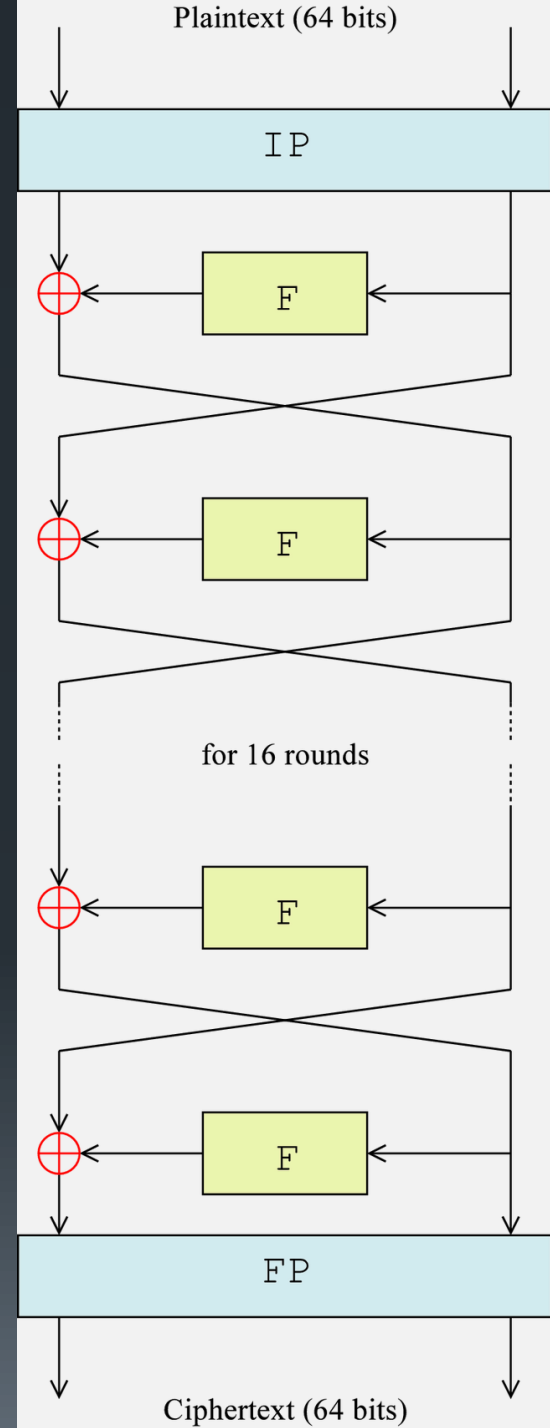 Plaintext (64 bits)
IP
F
F
for 16 rounds
F
F
FP
Ciphertext (64 bits)